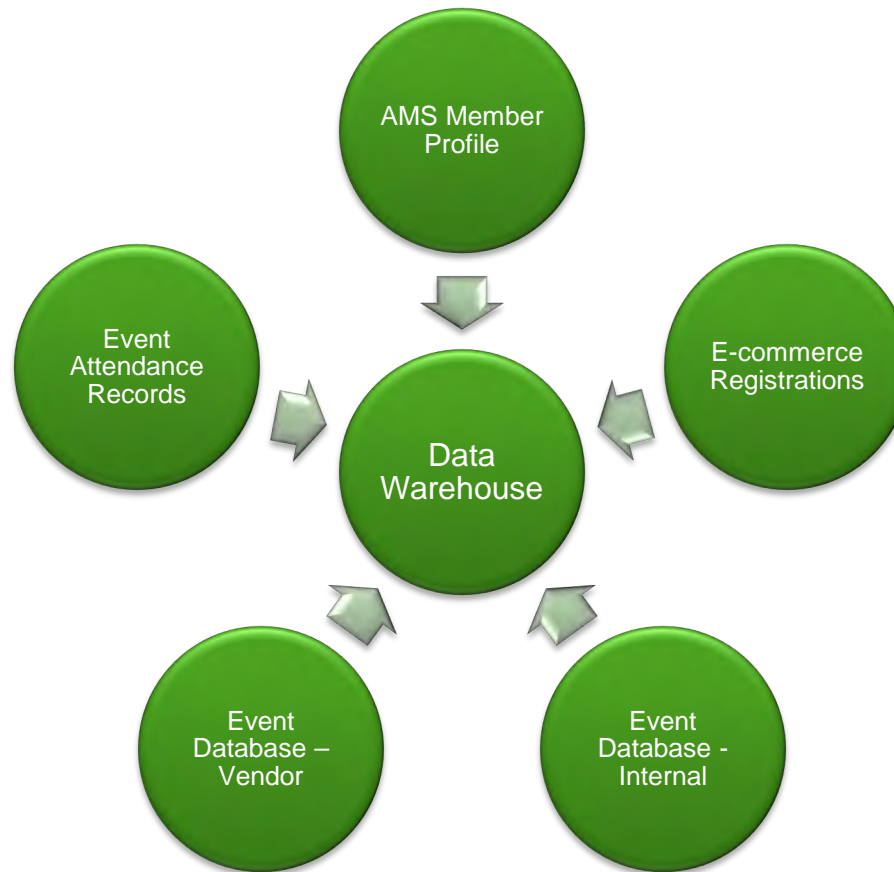 AMS Member
Profile
Event
Attendance
Records
E-commerce
Registrations
Data
Warehouse
Event
Database –
Vendor
Event
Database -
Internal